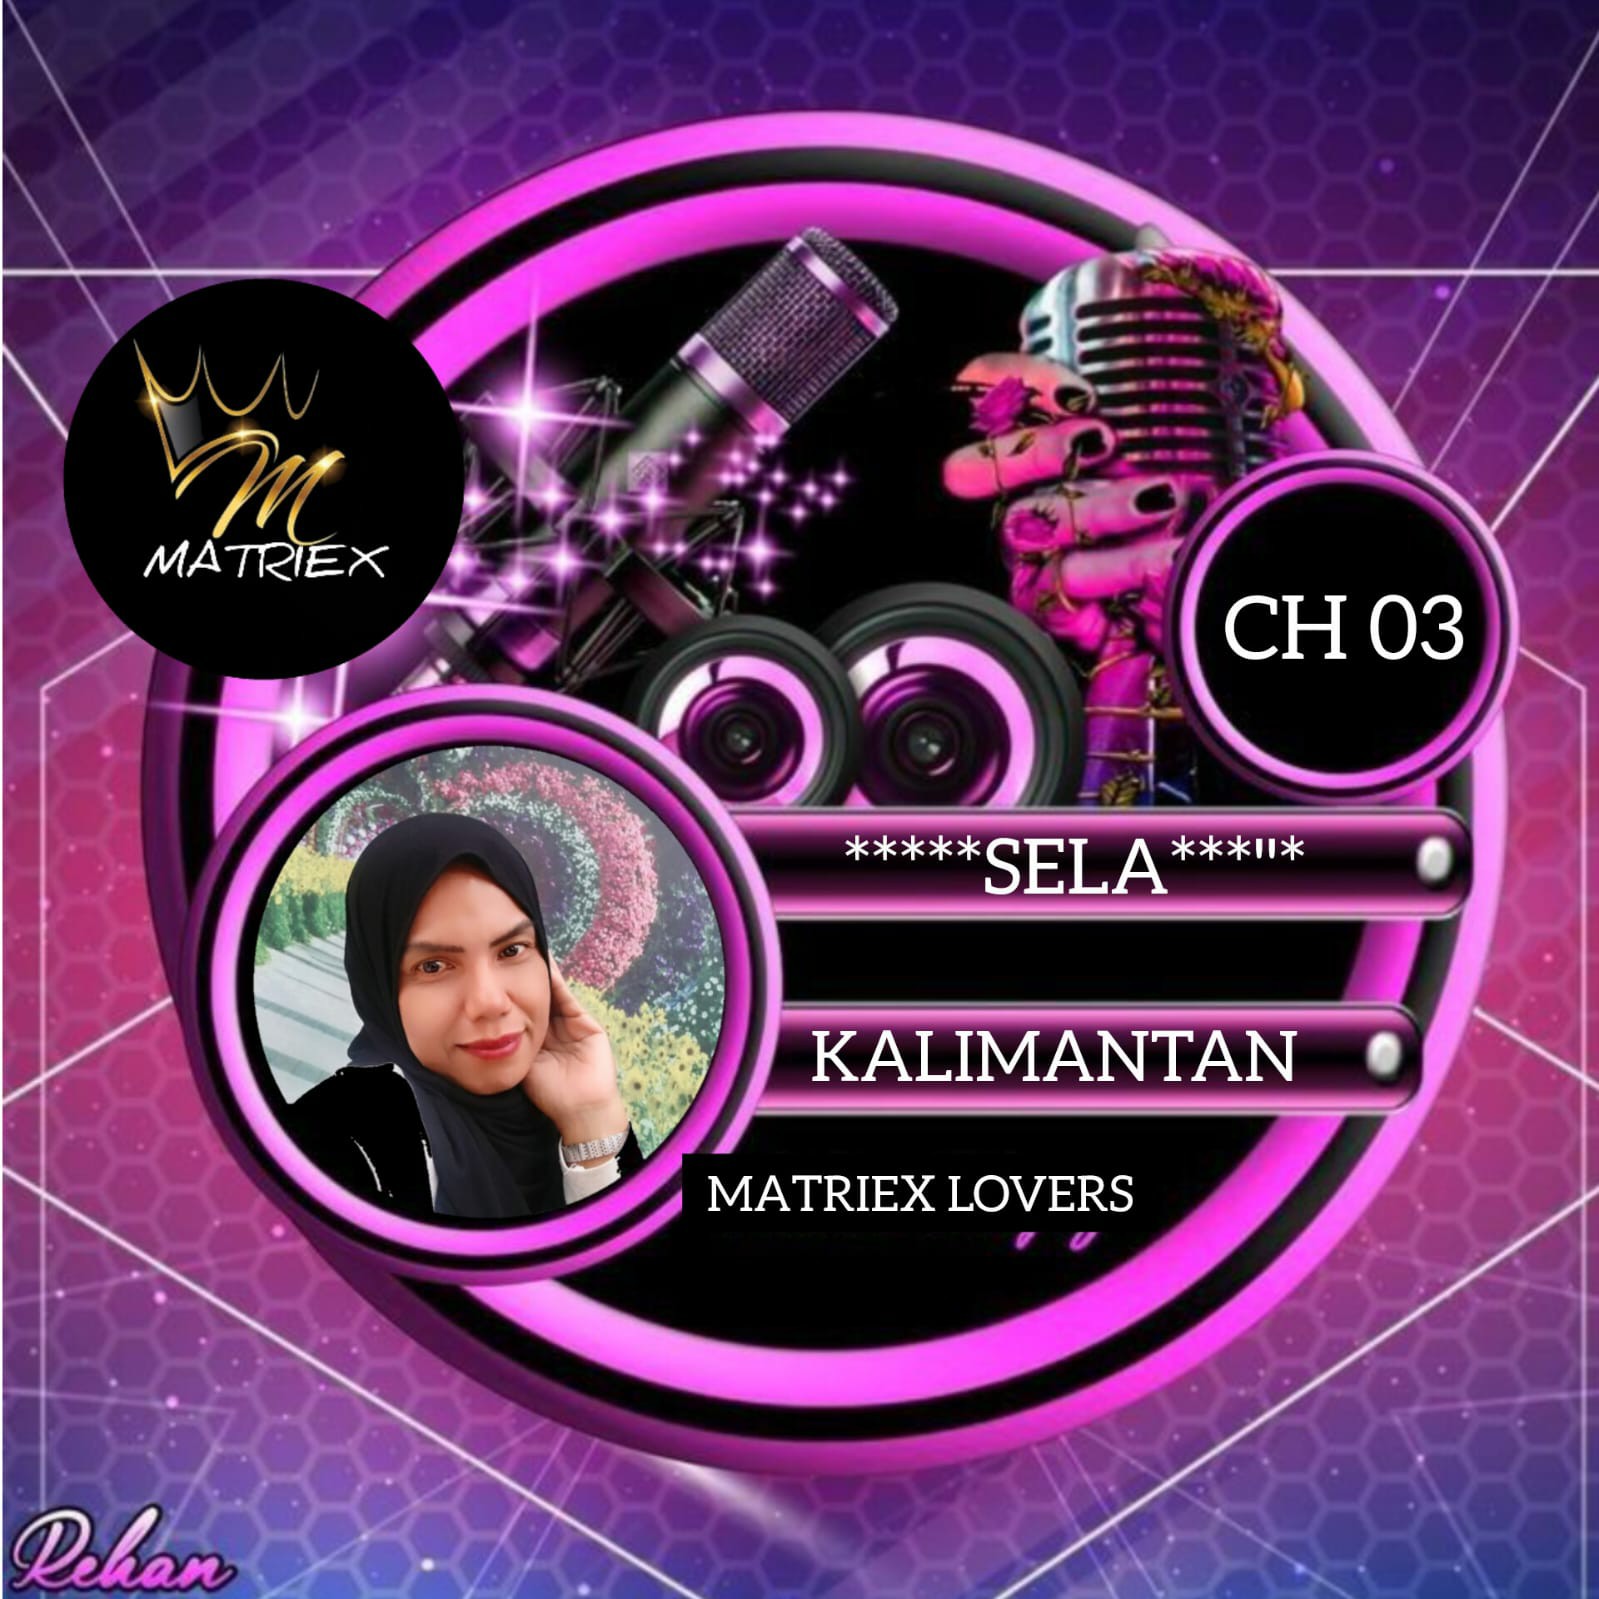 M
MATRIEX
CH 03
*****SELA***"*
KALIMANTAN
MATRIEX LOVERS
Rehan